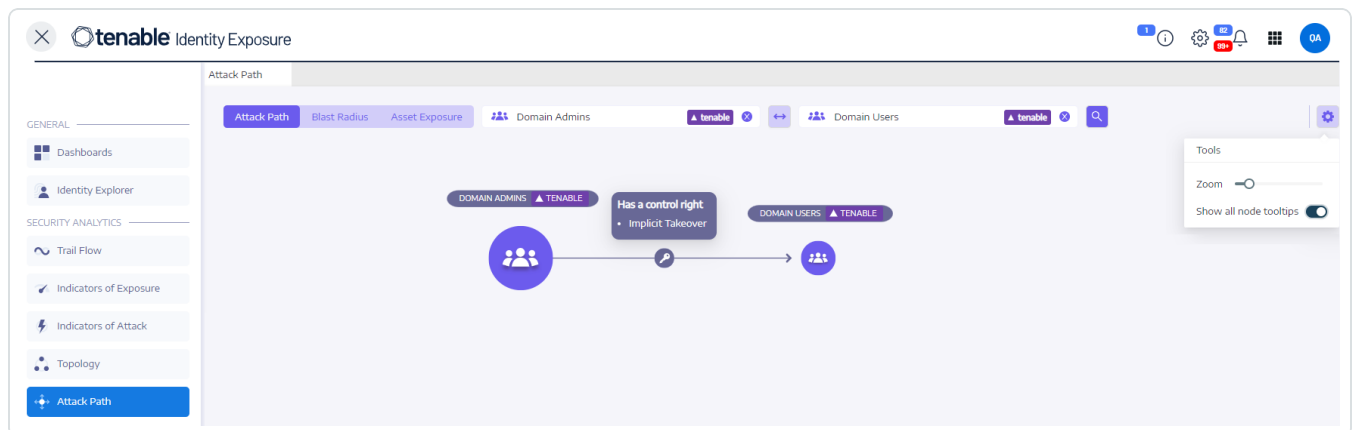 tenable Identity Exposure
1
82
99+
QA
Attack Path
GENERAL
Dashboards
Identity Explorer
SECURITY ANALYTICS
Trail Flow
Indicators of Exposure
Indicators of Attack
Topology
Attack Path
Attack Path Blast Radius Asset Exposure Domain Admins tenable Domain Users tenable
Tools
Zoom
Show all node tooltips
DOMAIN ADMINS TENABLE
Has a control right
• Implicit Takeover
DOMAIN USERS TENABLE